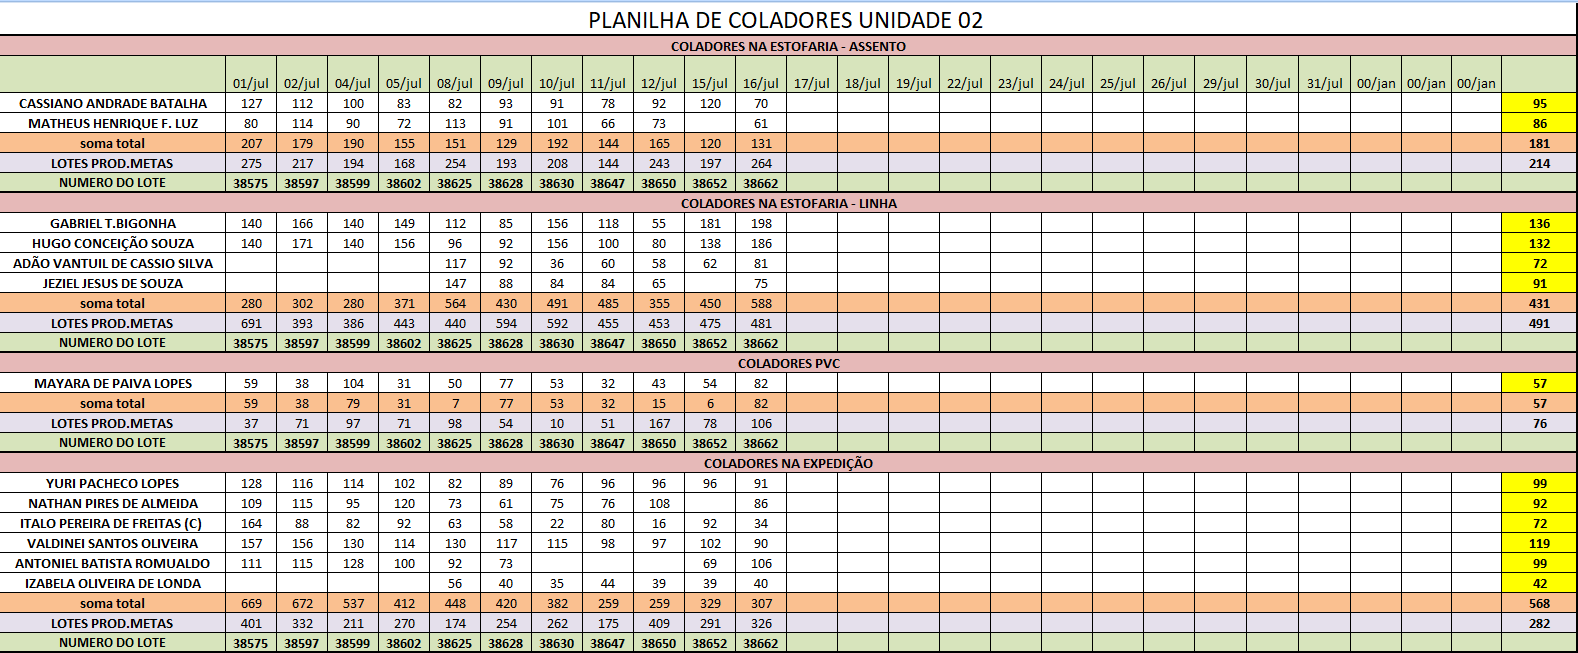 PLANILHA DE COLADORES UNIDADE 02
COLADORES NA ESTOFARIA - ASSENTO
01/jul 02/jul 04/jul 05/jul 08/jul 09/jul 10/jul 11/jul 12/jul 15/jul 16/jul 17/jul 18/jul 19/jul 22/jul 23/jul 24/jul 25/jul 26/jul 29/jul 30/jul 31/jul 00/jan 00/jan 00/jan
CASSIANO ANDRADE BATALHA 127 112 100 83 82 93 91 78 92 120 70 95
MATHEUS HENRIQUE F. LUZ 80 114 90 72 113 91 101 66 73 61 86
soma total 207 179 190 155 151 129 192 144 165 120 131 181
LOTES PROD.METAS 275 217 194 168 254 193 208 144 243 197 264 214
NUMERO DO LOTE 38575 38597 38599 38602 38625 38628 38630 38647 38650 38652 38662
COLADORES NA ESTOFARIA - LINHA
GABRIEL T.BIGONHA 140 166 140 149 112 85 156 118 55 181 198 136
HUGO CONCEIÇÃO SOUZA 140 171 140 156 96 92 156 100 80 138 186 132
ADÃO VANTUIL DE CASSIO SILVA 117 92 36 60 58 62 81 72
JEZIEL JESUS DE SOUZA 147 88 84 84 65 75 91
soma total 280 302 280 371 564 430 491 485 355 450 588 431
LOTES PROD.METAS 691 393 386 443 440 594 592 455 453 475 481 491
NUMERO DO LOTE 38575 38597 38599 38602 38625 38628 38630 38647 38650 38652 38662
COLADORES PVC
MAYARA DE PAIVA LOPES 59 38 104 31 50 77 53 32 43 54 82 57
soma total 59 38 79 31 7 77 53 32 15 6 82 57
LOTES PROD.METAS 37 71 97 71 98 54 10 51 167 78 106 76
NUMERO DO LOTE 38575 38597 38599 38602 38625 38628 38630 38647 38650 38652 38662
COLADORES NA EXPEDIÇÃO
YURI PACHECO LOPES 128 116 114 102 82 89 76 96 96 96 91 99
NATHAN PIRES DE ALMEIDA 109 115 95 120 73 61 75 76 108 86 92
ITALO PEREIRA DE FREITAS (C) 164 88 82 92 63 58 22 80 16 92 34 72
VALDINEI SANTOS OLIVEIRA 157 156 130 114 130 117 115 98 97 102 90 119
ANTONIEL BATISTA ROMUALDO 111 115 128 100 92 73 69 106 99
IZABELA OLIVEIRA DE LONDA 56 40 35 44 39 39 40 42
soma total 669 672 537 412 448 420 382 259 259 329 307 568
LOTES PROD.METAS 401 332 211 270 174 254 262 175 409 291 326 282
NUMERO DO LOTE 38575 38597 38599 38602 38625 38628 38630 38647 38650 38652 38662